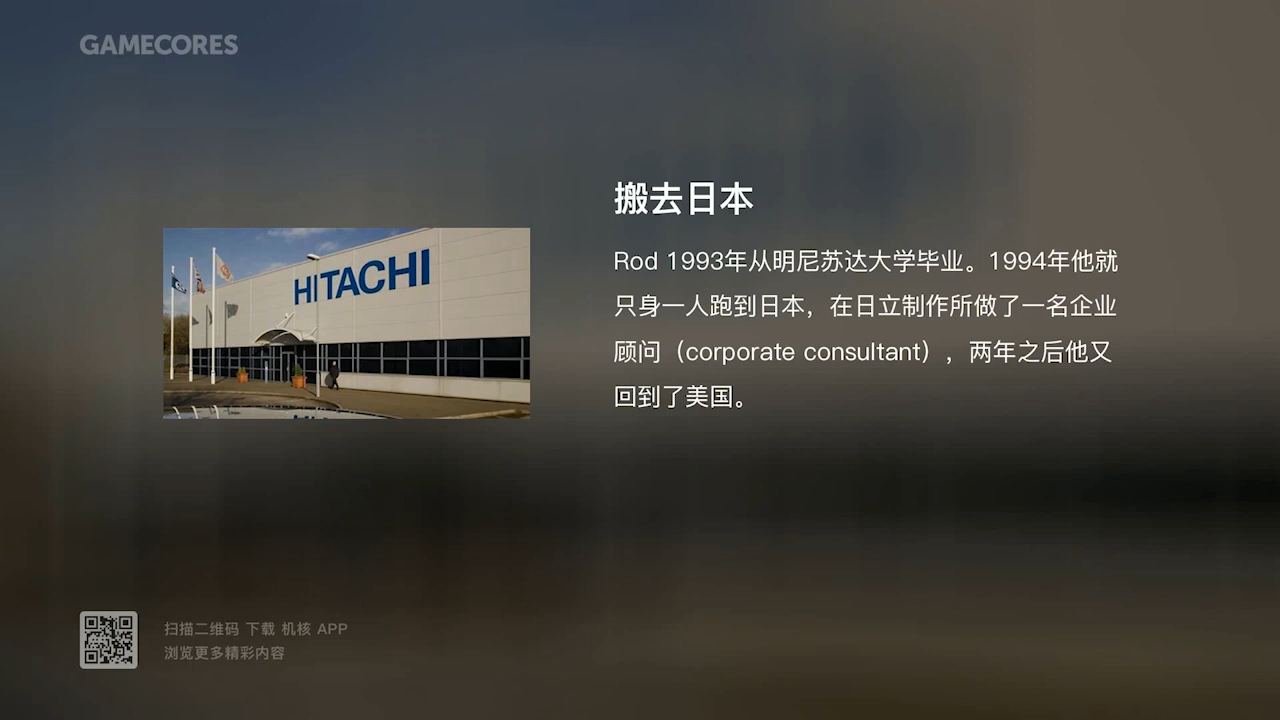 GAMECORES
搬去日本
HITACHI
Rod 1993年从明尼苏达大学毕业。1994年他就
只身一人跑到日本，在日立制作所做了一名企业
顾问（corporate consultant），两年之后他又
回到了美国。
扫描二维码 下载 机核 APP
浏览更多精彩内容